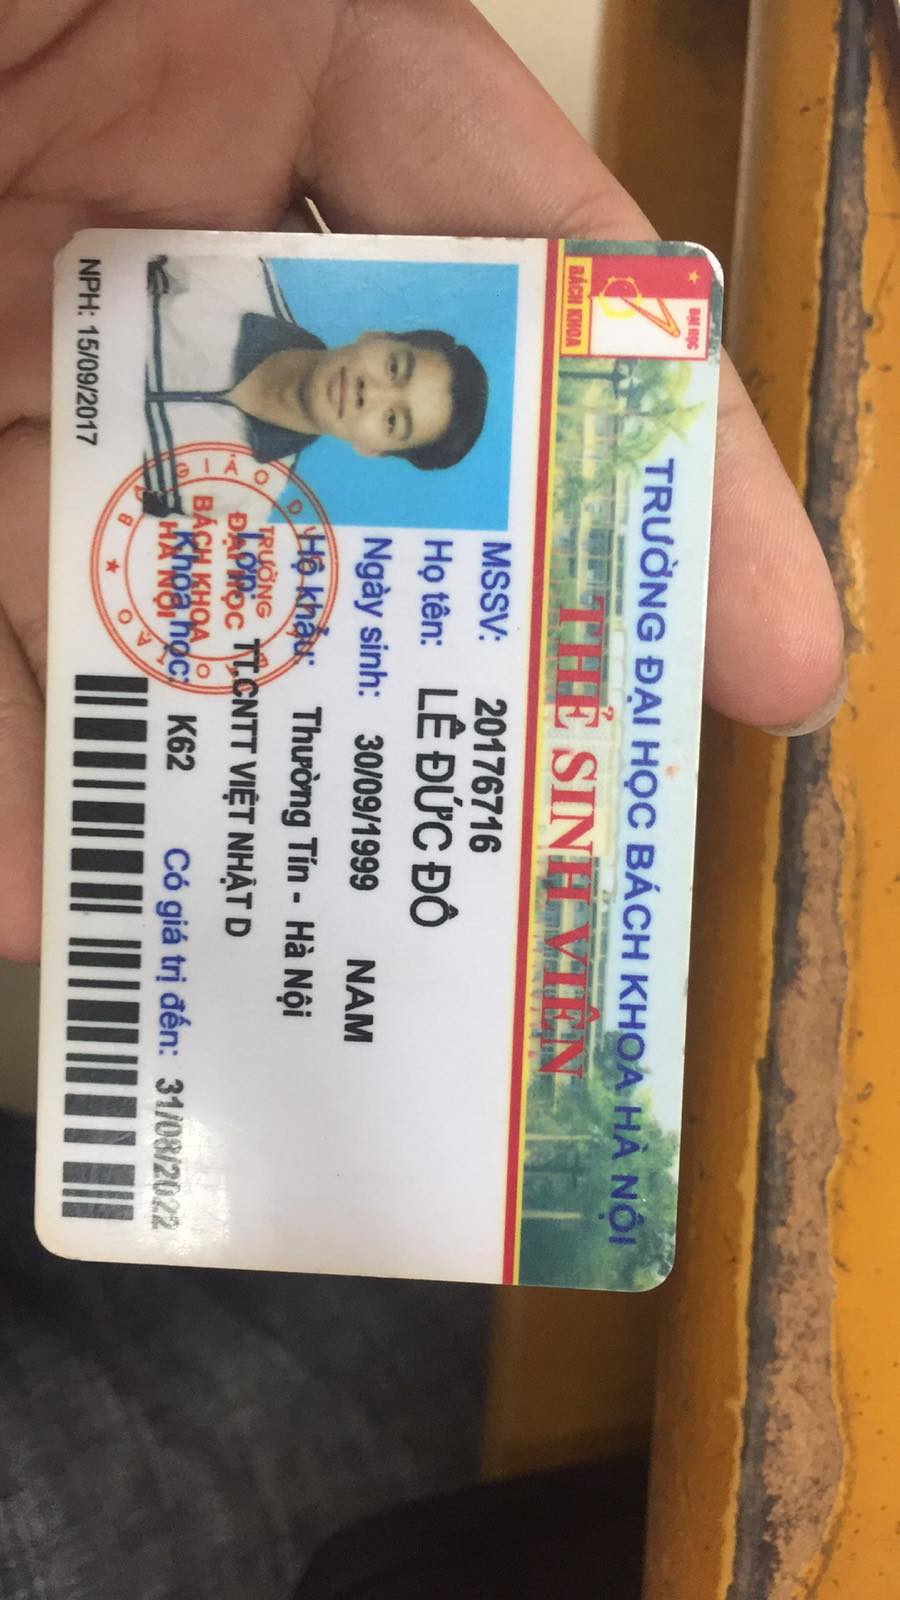 ĐẠI HỌC
BÁCH KHOA
TRƯỜNG ĐẠI HỌC BÁCH KHOA HÀ NỘI
THẺ SINH VIÊN
MSSV: 20176716
Họ tên: LÊ ĐỨC ĐÔ
Ngày sinh: 30/09/1999 NAM
Hộ khẩu: Thường Tín - Hà Nội
Lớp: TT.CNTT VIỆT NHẬT D
Khóa học: K62 Có giá trị đến: 31/08/2022
NPH: 15/09/2017
BỘ GIÁO DỤC VÀ ĐÀO TẠO
TRƯỜNG
ĐẠI HỌC
BÁCH KHOA
HÀ NỘI